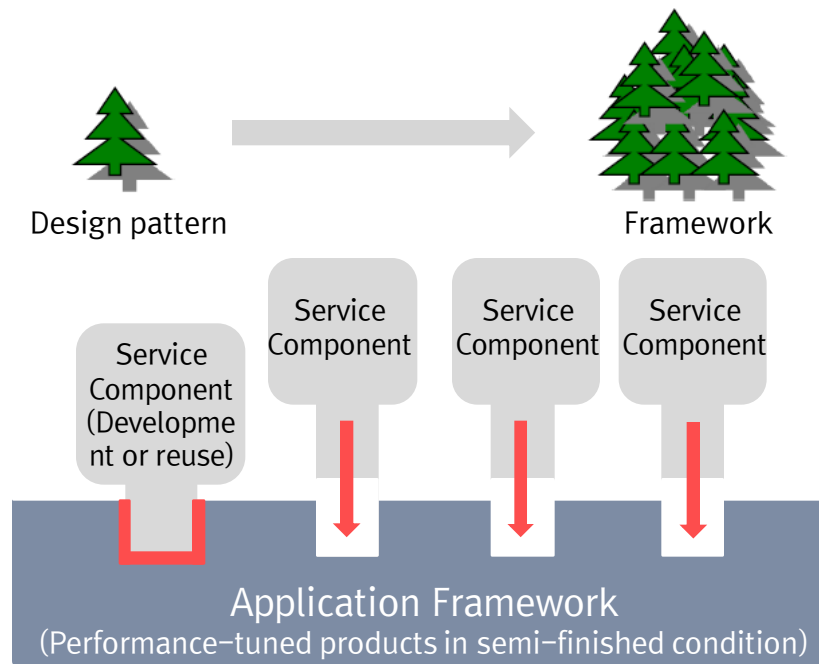 Design pattern
Framework
Service
Component
(Developme
nt or reuse)
Service
Component
Service
Component
Service
Component
Application Framework
(Performance-tuned products in semi-finished condition)